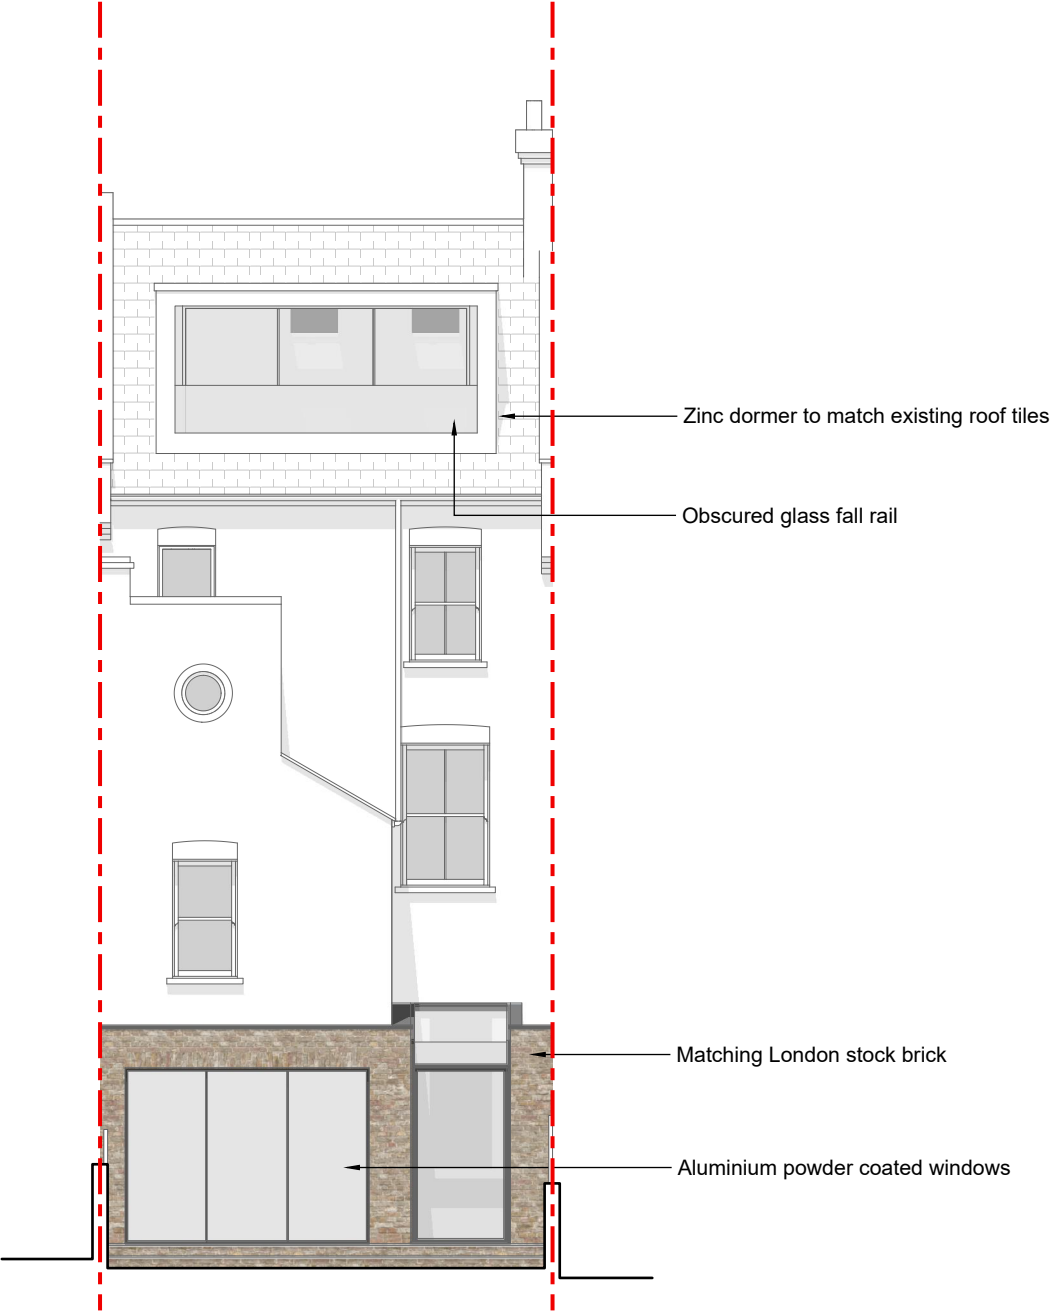 Zinc dormer to match existing roof tiles
Obscured glass fall rail
Matching London stock brick
Aluminium powder coated windows